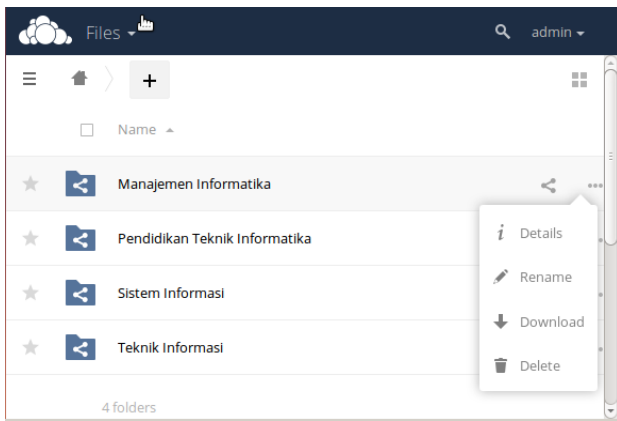 Files
admin
+
Name
Manajemen Informatika
Details
Pendidikan Teknik Informatika
Rename
Sistem Informasi
Download
Teknik Informasi
Delete
4 folders